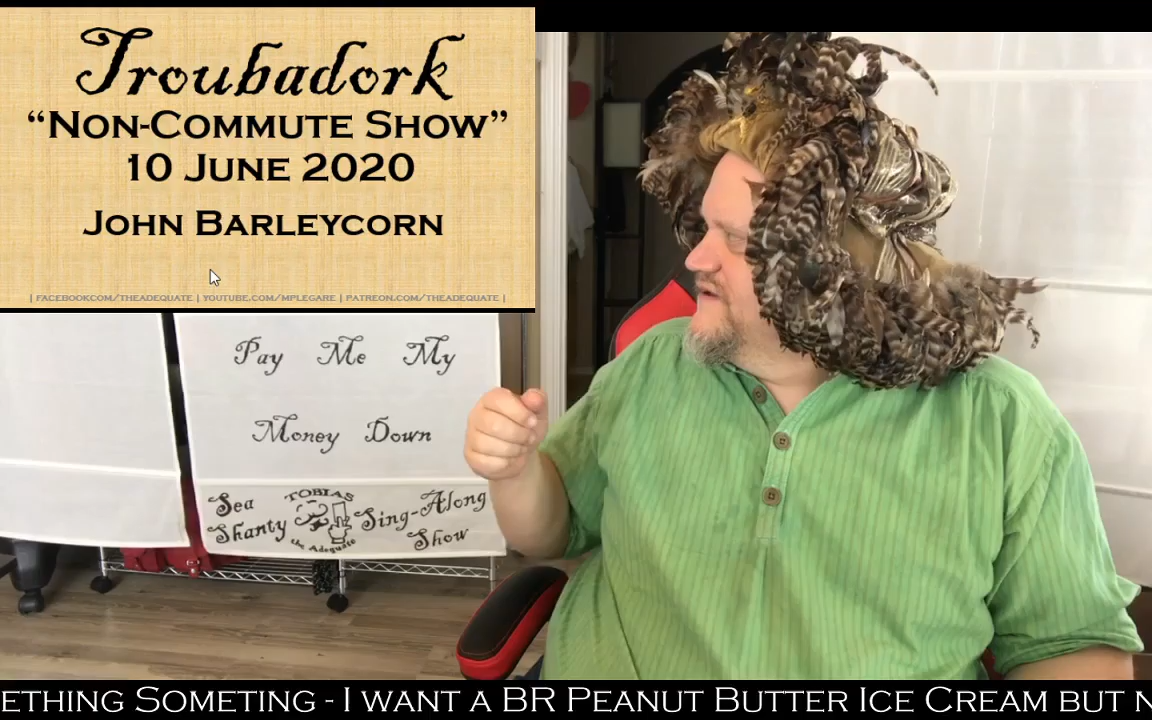 Troubadork
“Non-Commute Show”
10 June 2020
John Barleycorn
| FACEBOOKCOM/THEADEQUATE | YOUTUBE.COM/MPLEGARE | PATREON.COM/THEADEQUATE |
Pay Me My
Money Down
Sea Shanty
TOBIAS
the Adequate
Sing-Along Show
ETHING SOMETING - I WANT A BR PEANUT BUTTER ICE CREAM BUT N